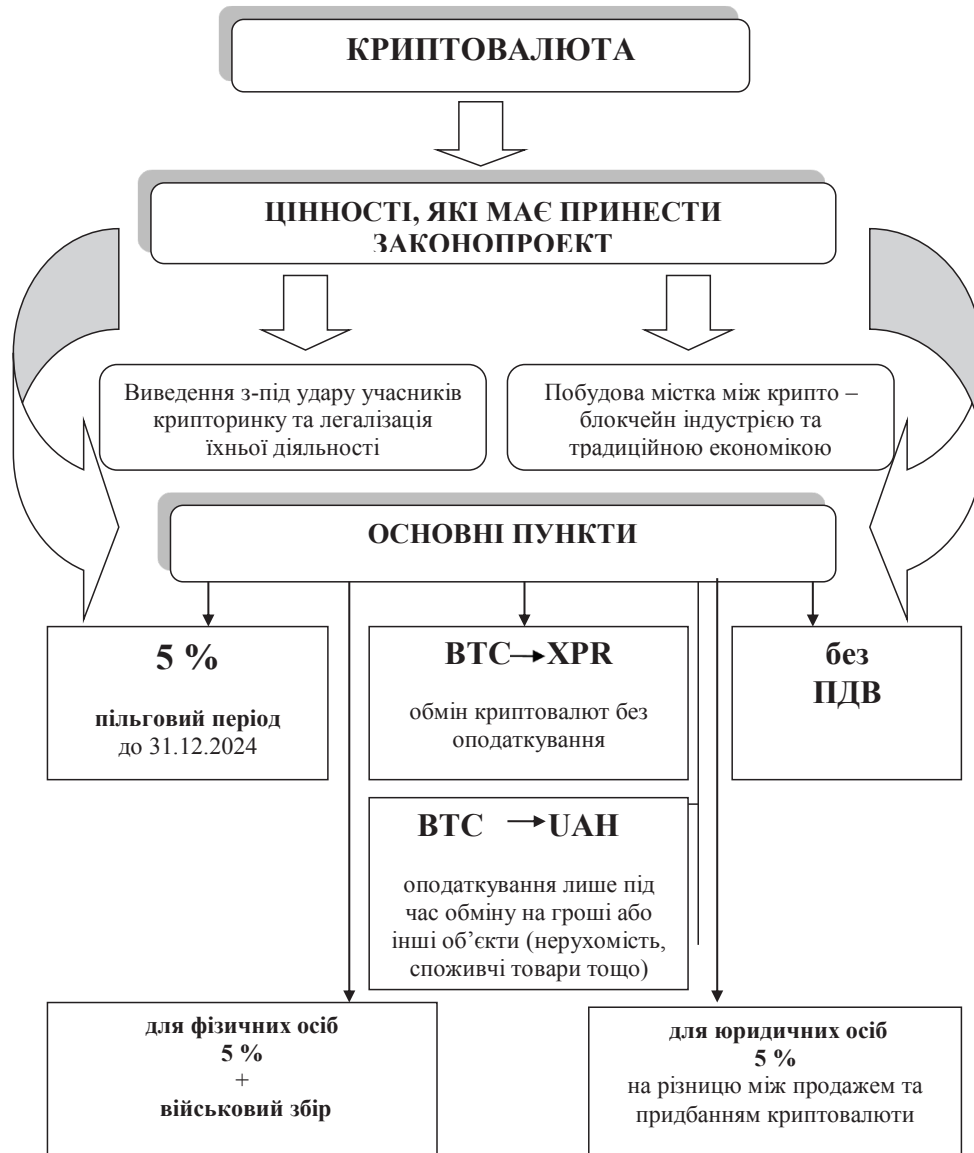 КРИПТОВАЛЮТА
ЦІННОСТІ, ЯКІ МАЄ ПРИНЕСТИ
ЗАКОНОПРОЕКТ
Виведення з-під удару учасників
крипторинку та легалізація
їхньої діяльності
Побудова містка між крипто –
блокчейн індустрією та
традиційною економікою
ОСНОВНІ ПУНКТИ
5 %
пільговий період
до 31.12.2024
BTC→XPR
обмін криптовалют без
оподаткування
без
ПДВ
BTC →UAH
оподаткування лише під
час обміну на гроші або
інші об’єкти (нерухомість,
споживчі товари тощо)
для фізичних осіб
5 %
+
військовий збір
для юридичних осіб
5 %
на різницю між продажем та
придбанням криптовалюти